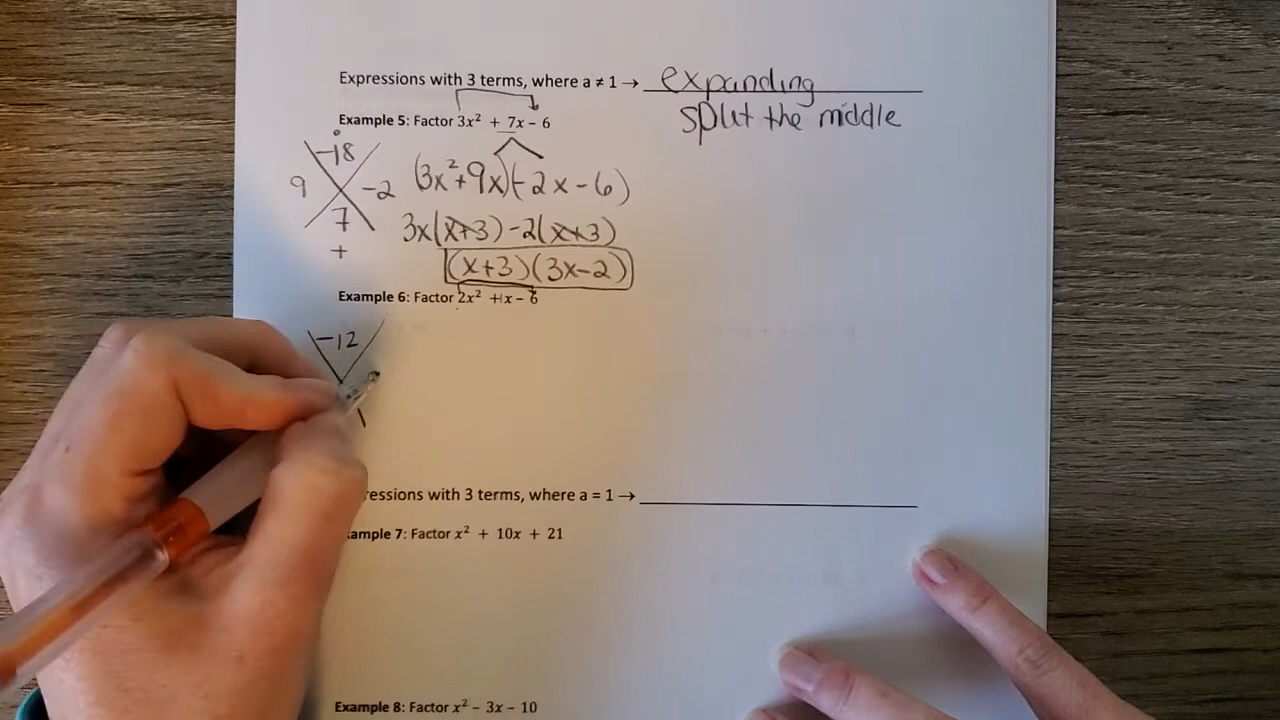 Expressions with 3 terms, where a ≠ 1 → expanding
split the middle
Example 5: Factor 3x² + 7x − 6
-18
9 -2
7
+
(3x²+9x)(-2x-6)
3x(x+3)-2(x+3)
(x+3)(3x-2)
Example 6: Factor 2x² + 1x − 6
-12
ressions with 3 terms, where a = 1 →
ample 7: Factor x² + 10x + 21
Example 8: Factor x² − 3x − 10